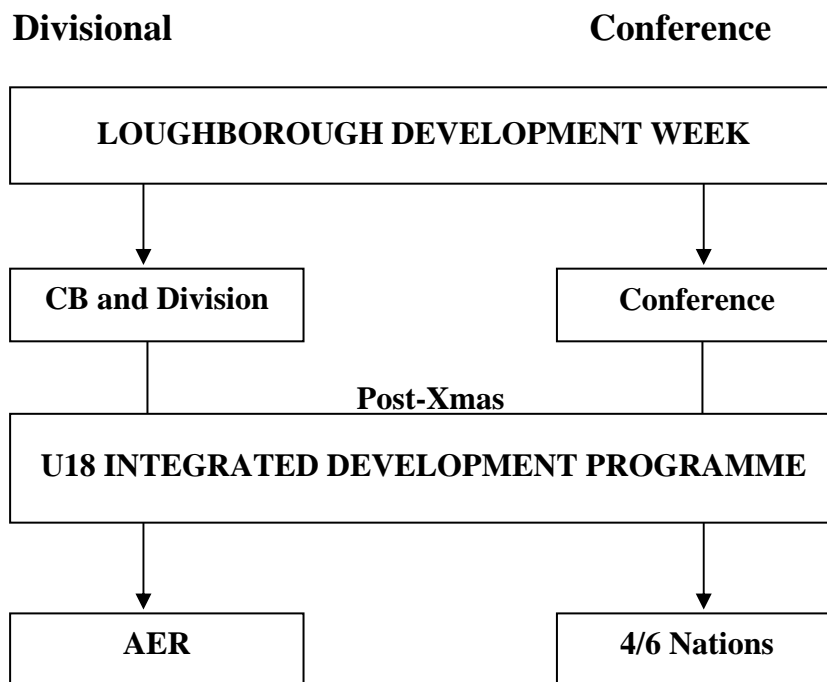 Divisional Conference
LOUGHBOROUGH DEVELOPMENT WEEK
CB and Division Conference
Post-Xmas
U18 INTEGRATED DEVELOPMENT PROGRAMME
AER 4/6 Nations